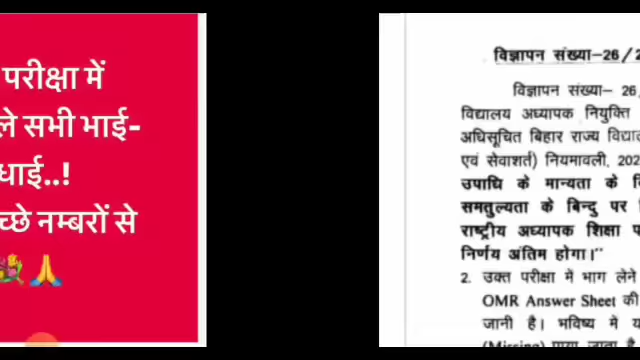 परीक्षा में
ले सभी भाई-
धाई..!
च्छे नम्बरों से
विज्ञापन संख्या-26/2
विज्ञापन संख्या- 26/
विद्यालय अध्यापक नियुक्ति
अधिसूचित बिहार राज्य विद्याल
एवं सेवाशर्त) नियमावली, 202
उपाधि के मान्यता के वि
समतुल्यता के बिन्दु पर
राष्ट्रीय अध्यापक शिक्षा प
निर्णय अंतिम होगा।"
2. उक्त परीक्षा में भाग लेने
OMR Answer Sheet की
जानी है। भविष्य में य
(Missing) पाया जाता है